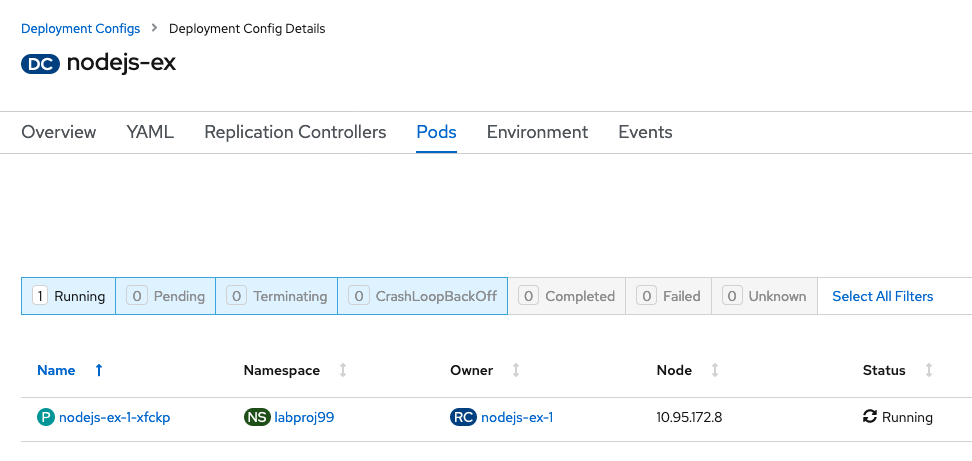 Deployment Configs > Deployment Config Details
DC nodejs-ex
Overview YAML Replication Controllers Pods Environment Events
1 Running 0 Pending 0 Terminating 0 CrashLoopBackOff 0 Completed 0 Failed 0 Unknown Select All Filters
Name Namespace Owner Node Status
P nodejs-ex-1-xfckp NS labproj99 RC nodejs-ex-1 10.95.172.8 Running